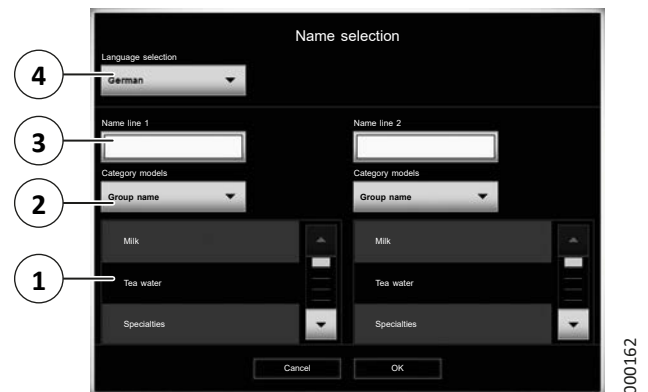 Name selection
Language selection
4
German
Name line 1
Name line 2
3
Category models
Category models
2
Group name
Group name
Milk
Milk
1
Tea water
Tea water
Specialties
Specialties
Cancel
OK
000162